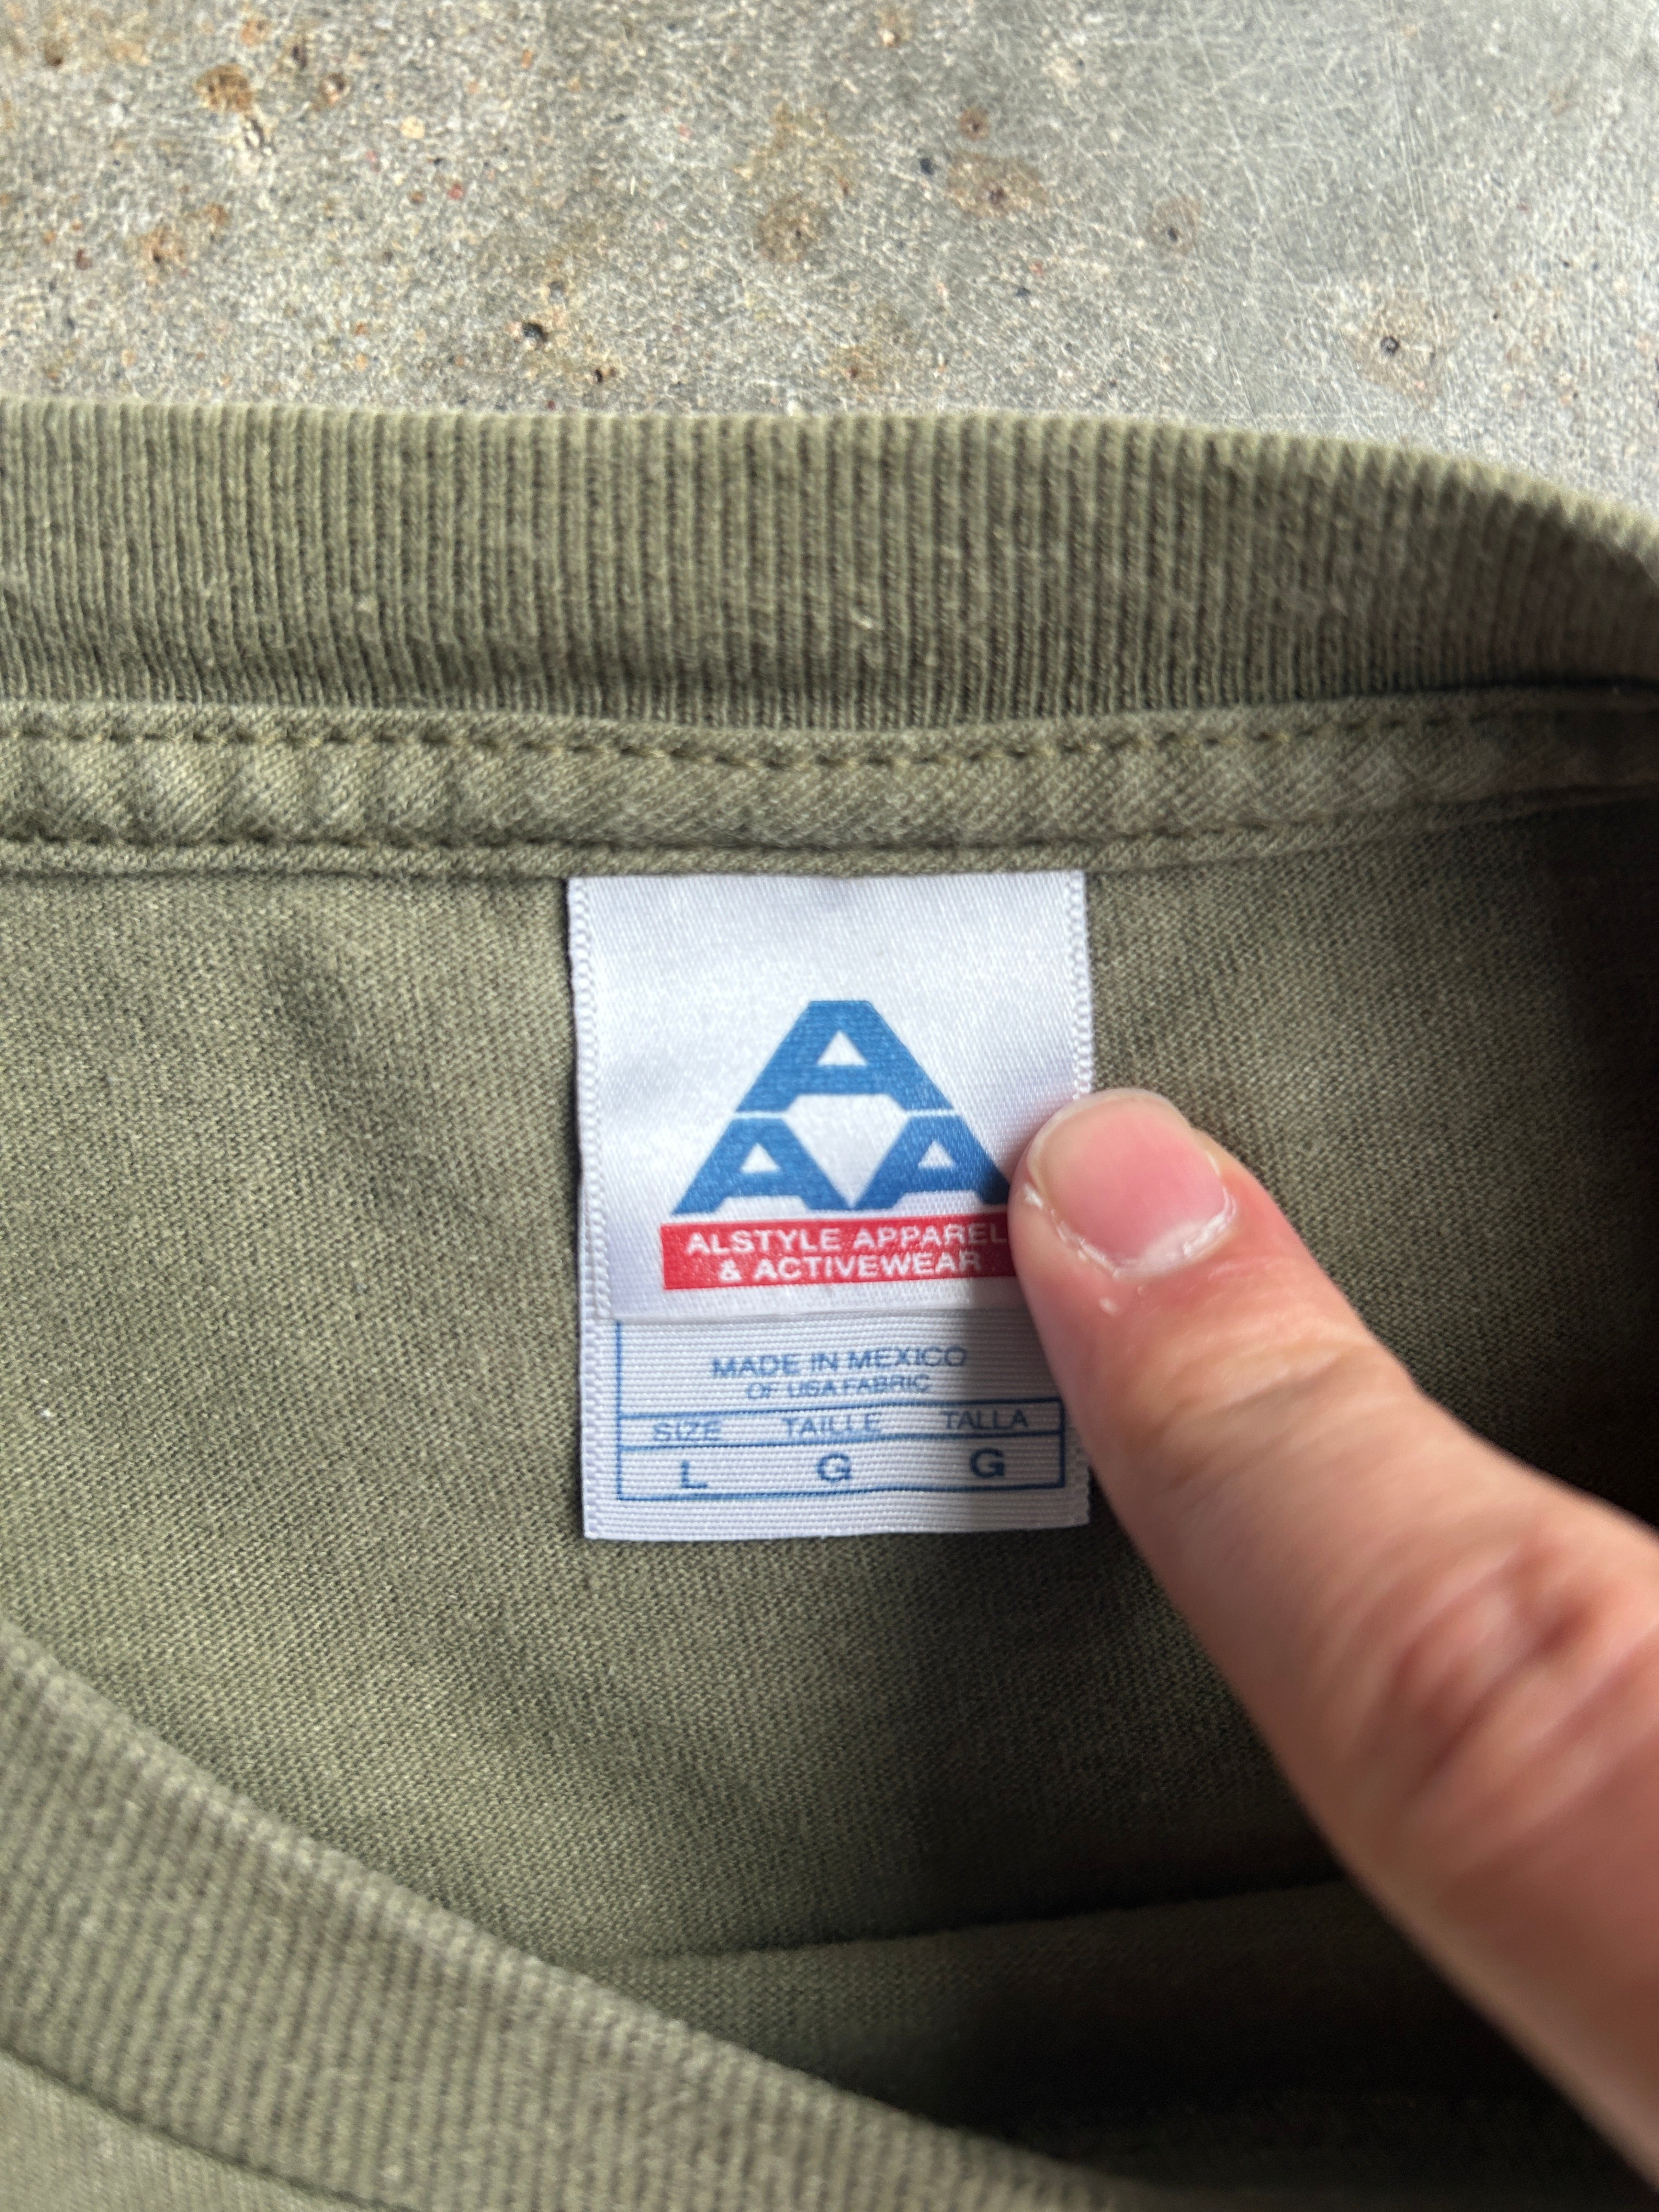 A
A A
ALSTYLE APPAREL
& ACTIVEWEAR
MADE IN MEXICO
OF USA FABRIC
SIZE TAILLE TALLA
L G G